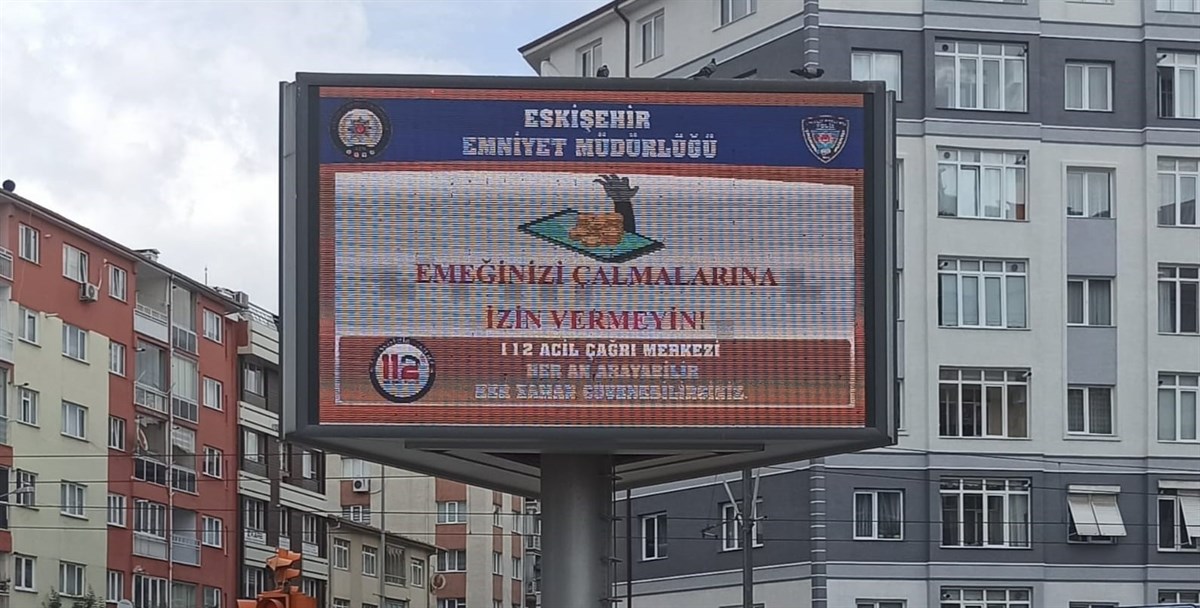 ESKİŞEHİR
EMNİYET MÜDÜRLÜĞÜ
EMEĞİNİZİ ÇALMALARINA
İZİN VERMEYİN!
112
112 ACİL ÇAĞRI MERKEZİ
HER AN ARAYABİLİR
HER ZAMAN GÜVENEBİLİRSİNİZ.